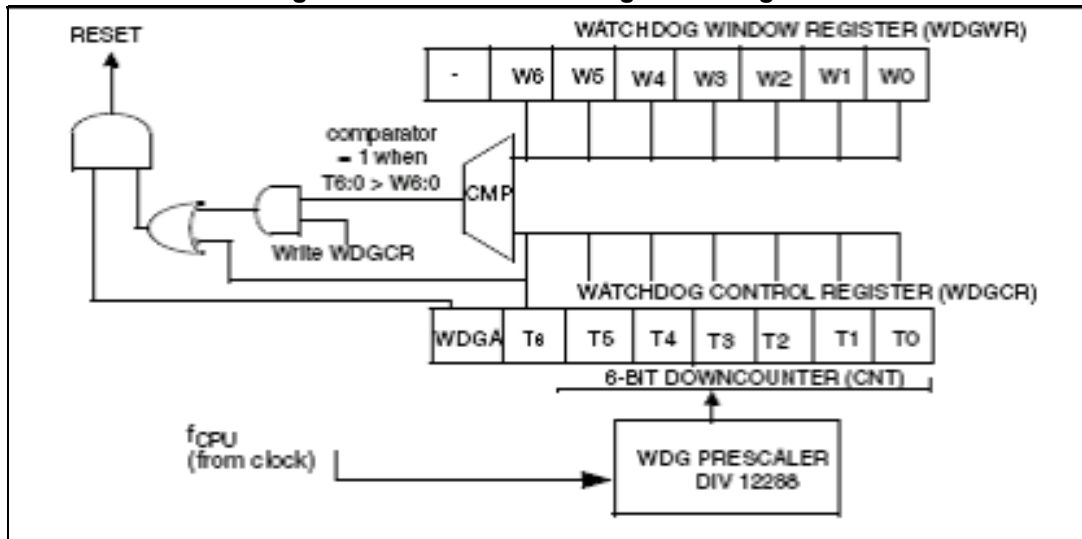 RESET
WATCHDOG WINDOW REGISTER (WDGWR)
- W6 W5 W4 W3 W2 W1 W0
comparator
= 1 when
T6:0 > W6:0
CMP
Write WDGCR
WATCHDOG CONTROL REGISTER (WDGCR)
WDGA T6 T5 T4 T3 T2 T1 T0
6-BIT DOWNCOUNTER (CNT)
fCPU
(from clock)
WDG PRESCALER
DIV 12288